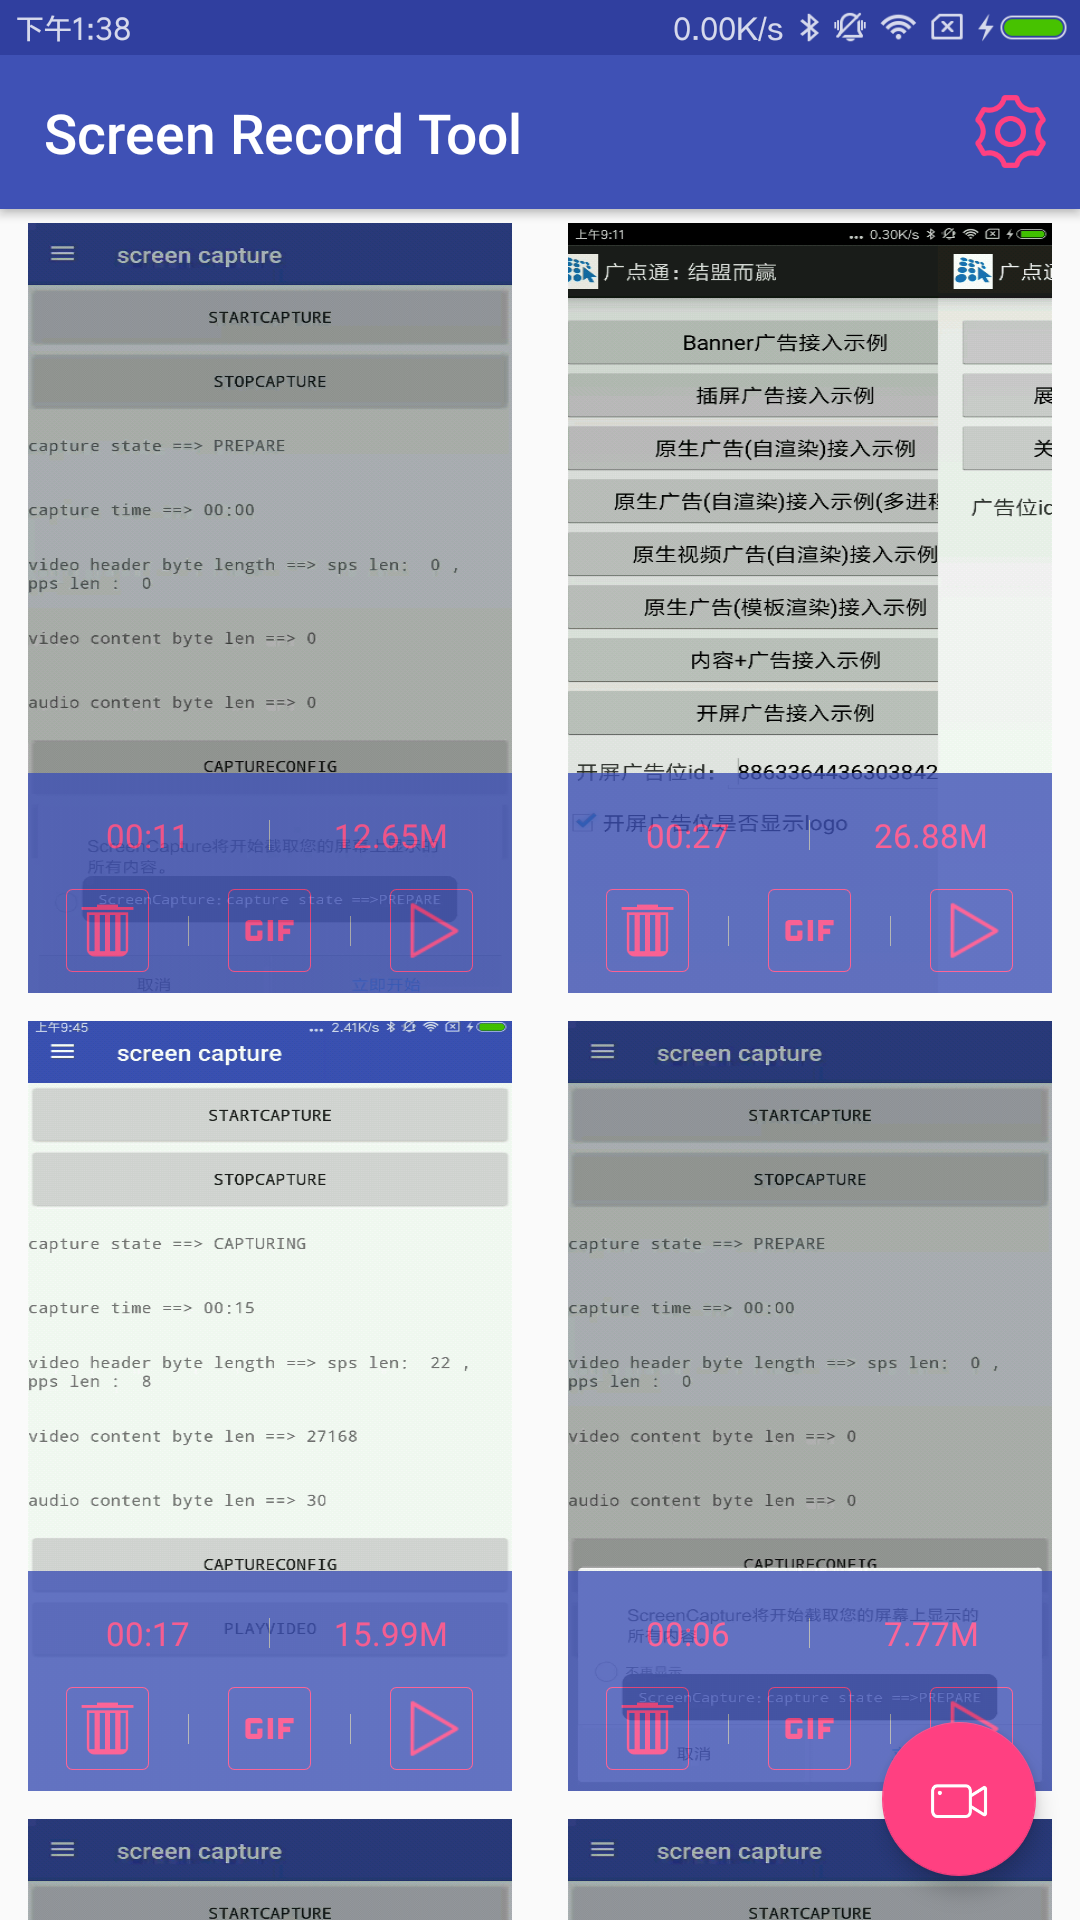 下午1:38
0.00K/s
Screen Record Tool
screen capture
STARTCAPTURE
STOPCAPTURE
capture state ==> PREPARE
capture time ==> 00:00
video header byte length ==> sps len:  0 ,
pps len :  0
video content byte len ==> 0
audio content byte len ==> 0
CAPTURECONFIG
00:11
12.65M
ScreenCapture将开始截取您的屏幕上显示的
所有内容。
ScreenCapture:capture state ==>PREPARE
GIF
取消
立即开始
上午9:11
... 0.30K/s
广点通：结盟而赢
广点通
Banner广告接入示例
插屏广告接入示例
展
原生广告(自渲染)接入示例
关
原生广告(自渲染)接入示例(多进程
广告位id
原生视频广告(自渲染)接入示例
原生广告(模板渲染)接入示例
内容+广告接入示例
开屏广告接入示例
开屏广告位id：
8863364436303842
开屏广告位是否显示logo
00:27
26.88M
GIF
上午9:45
... 2.41K/s
screen capture
STARTCAPTURE
STOPCAPTURE
capture state ==> CAPTURING
capture time ==> 00:15
video header byte length ==> sps len:  22 ,
pps len :  8
video content byte len ==> 27168
audio content byte len ==> 30
CAPTURECONFIG
PLAYVIDEO
00:17
15.99M
GIF
screen capture
STARTCAPTURE
STOPCAPTURE
capture state ==> PREPARE
capture time ==> 00:00
video header byte length ==> sps len:  0 ,
pps len :  0
video content byte len ==> 0
audio content byte len ==> 0
CAPTURECONFIG
ScreenCapture将开始截取您的屏幕上显示的
所有内容。
00:06
7.77M
不再显示
ScreenCapture:capture state ==>PREPARE
GIF
取消
screen capture
STARTCAPTURE
screen capture
STARTCAPTURE